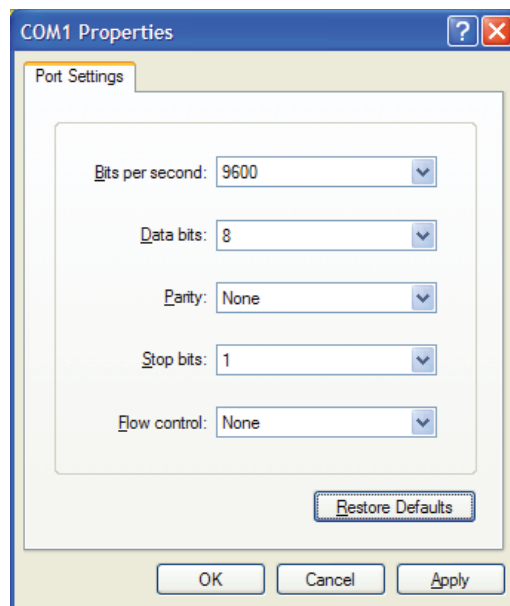 COM1 Properties
Port Settings
Bits per second: 9600
Data bits: 8
Parity: None
Stop bits: 1
Flow control: None
Restore Defaults
OK Cancel Apply